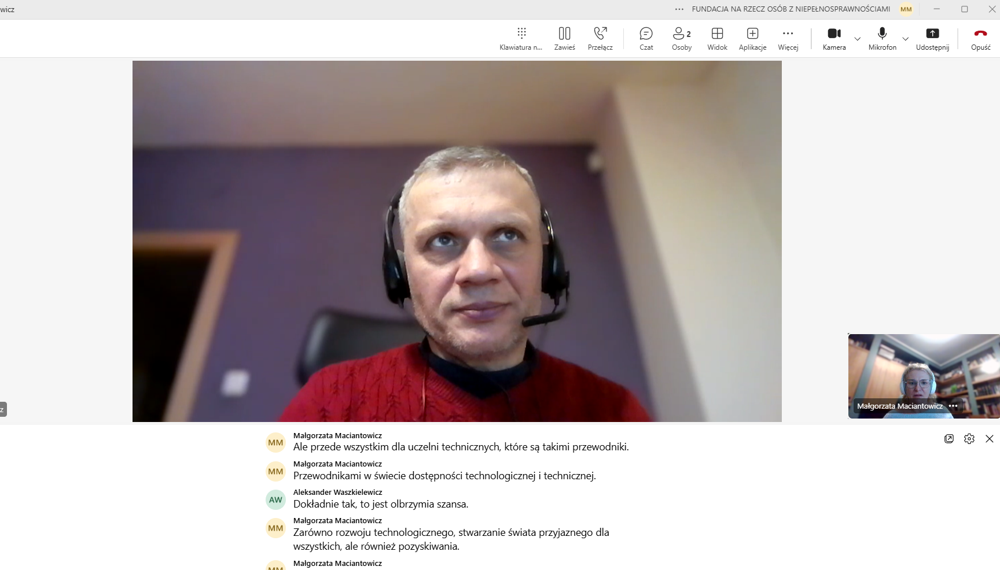 wicz
FUNDACJA NA RZECZ OSÓB Z NIEPEŁNOSPRAWNOŚCIAMI
MM
Klawiatura n...
Zawieś
Przełącz
Czat
2
Osoby
Widok
Aplikacje
Więcej
Kamera
Mikrofon
Udostępnij
Opuść
z
Małgorzata Maciantowicz
MM
Małgorzata Maciantowicz
Ale przede wszystkim dla uczelni technicznych, które są takimi przewodniki.
MM
Małgorzata Maciantowicz
Przewodnikami w świecie dostępności technologicznej i technicznej.
AW
Aleksander Waszkielewicz
Dokładnie tak, to jest olbrzymia szansa.
MM
Małgorzata Maciantowicz
Zarówno rozwoju technologicznego, stwarzanie świata przyjaznego dla
wszystkich, ale również pozyskiwania.
MM
Małgorzata Maciantowicz